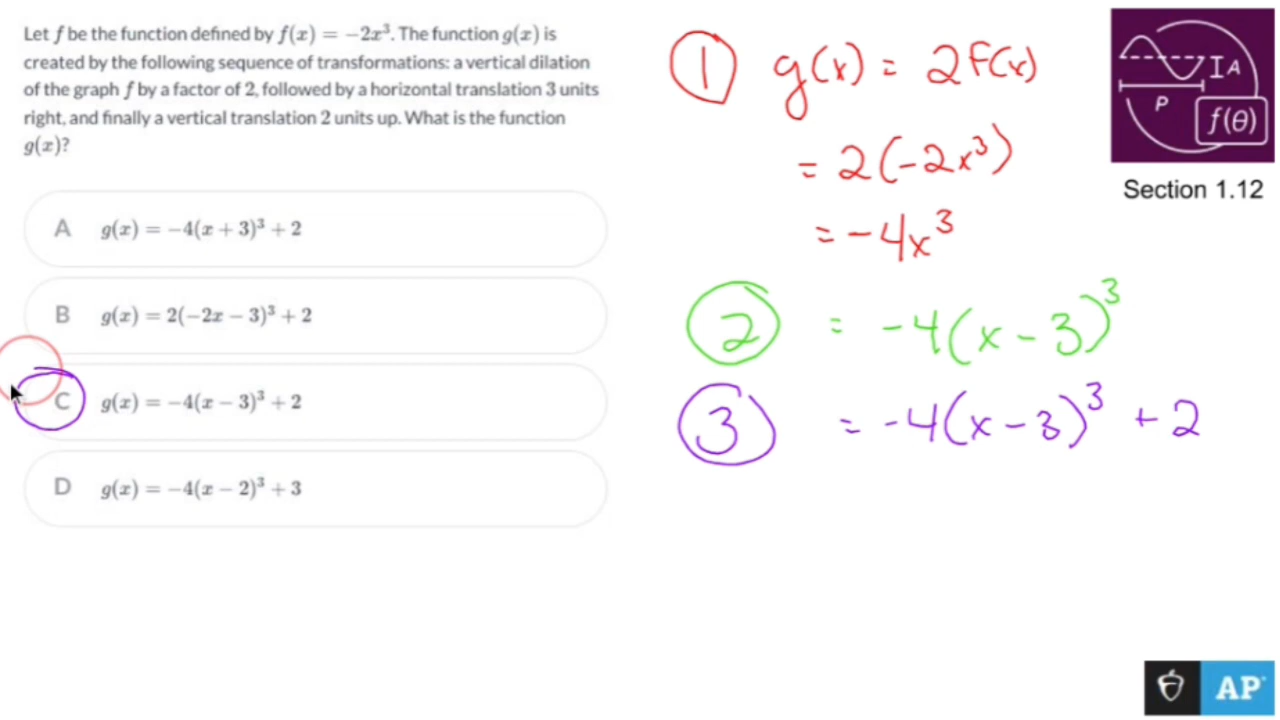 Let f be the function defined by f(x) = −2x³. The function g(x) is
created by the following sequence of transformations: a vertical dilation
of the graph f by a factor of 2, followed by a horizontal translation 3 units
right, and finally a vertical translation 2 units up. What is the function
g(x)?
A g(x) = −4(x + 3)³ + 2
B g(x) = 2(−2x − 3)³ + 2
C g(x) = −4(x − 3)³ + 2
D g(x) = −4(x − 2)³ + 3
① g(x) = 2f(x)
= 2(-2x³)
= -4x³
② = -4(x-3)³
③ = -4(x-3)³ + 2
A
P
f(θ)
Section 1.12
AP